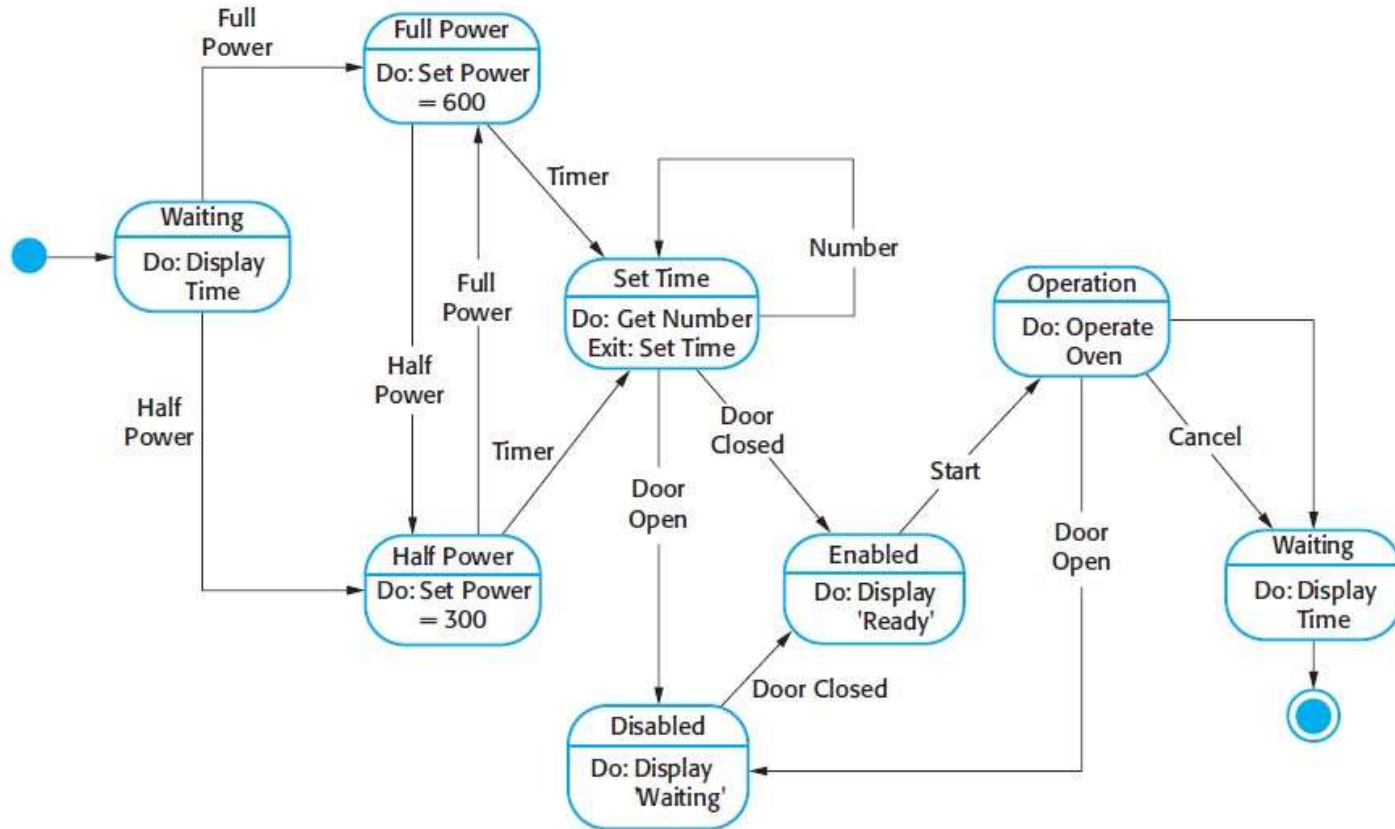 Full
Power
Full Power
Do: Set Power
= 600
Timer
Waiting
Do: Display
Time
Full
Power
Number
Set Time
Do: Get Number
Exit: Set Time
Operation
Do: Operate
Oven
Half
Power
Half
Power
Timer
Door
Closed
Cancel
Start
Door
Open
Door
Open
Half Power
Do: Set Power
= 300
Enabled
Do: Display
'Ready'
Waiting
Do: Display
Time
Door Closed
Disabled
Do: Display
'Waiting'